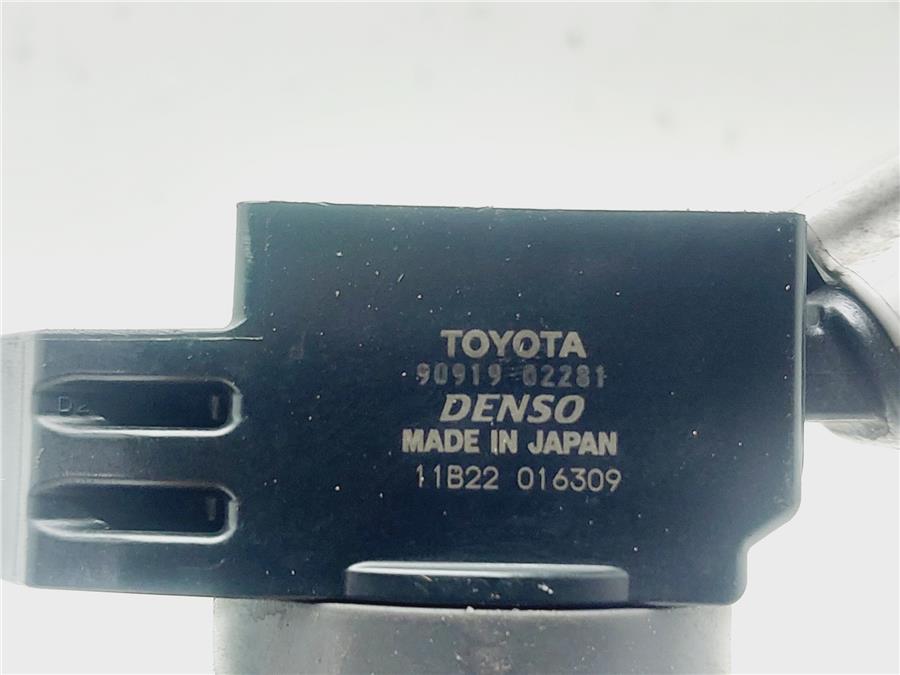 TOYOTA
90919 02281
DENSO
MADE IN JAPAN
11B22 016309